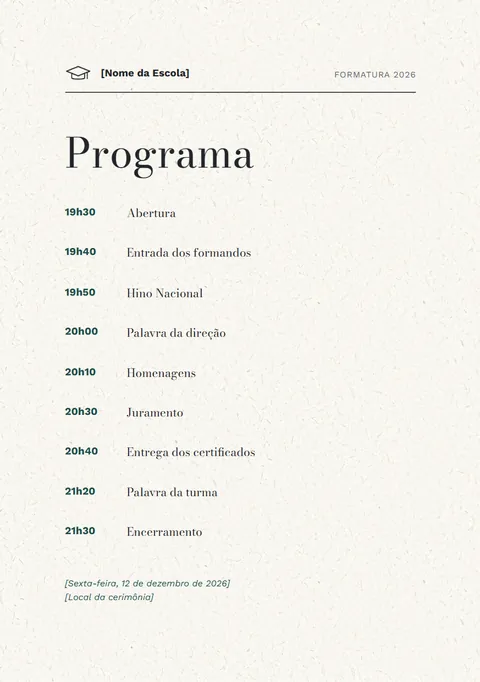 [Nome da Escola]
FORMATURA 2026
Programa
19h30 Abertura
19h40 Entrada dos formandos
19h50 Hino Nacional
20h00 Palavra da direção
20h10 Homenagens
20h30 Juramento
20h40 Entrega dos certificados
21h20 Palavra da turma
21h30 Encerramento
[Sexta-feira, 12 de dezembro de 2026]
[Local da cerimônia]